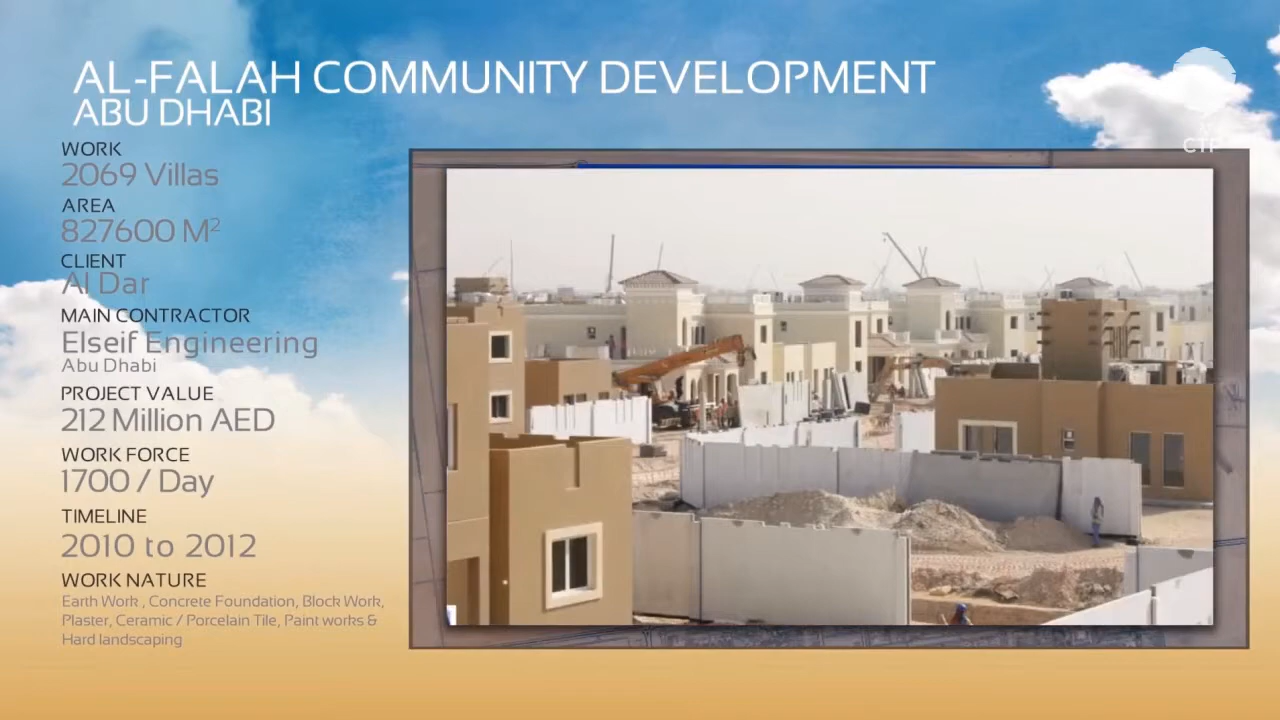 AL-FALAH COMMUNITY DEVELOPMENT
ABU DHABI
WORK
2069 Villas
AREA
827600 M²
CLIENT
Al Dar
MAIN CONTRACTOR
Elseif Engineering
Abu Dhabi
PROJECT VALUE
212 Million AED
WORK FORCE
1700 / Day
TIMELINE
2010 to 2012
WORK NATURE
Earth Work , Concrete Foundation, Block Work,
Plaster, Ceramic / Porcelain Tile, Paint works &
Hard landscaping